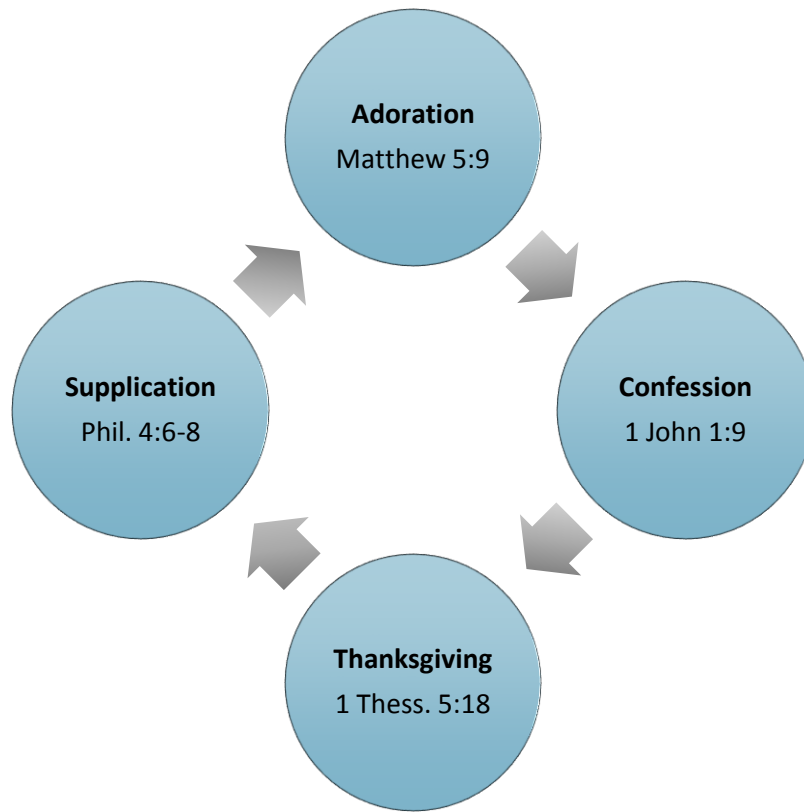 Adoration
Matthew 5:9
Confession
1 John 1:9
Thanksgiving
1 Thess. 5:18
Supplication
Phil. 4:6-8